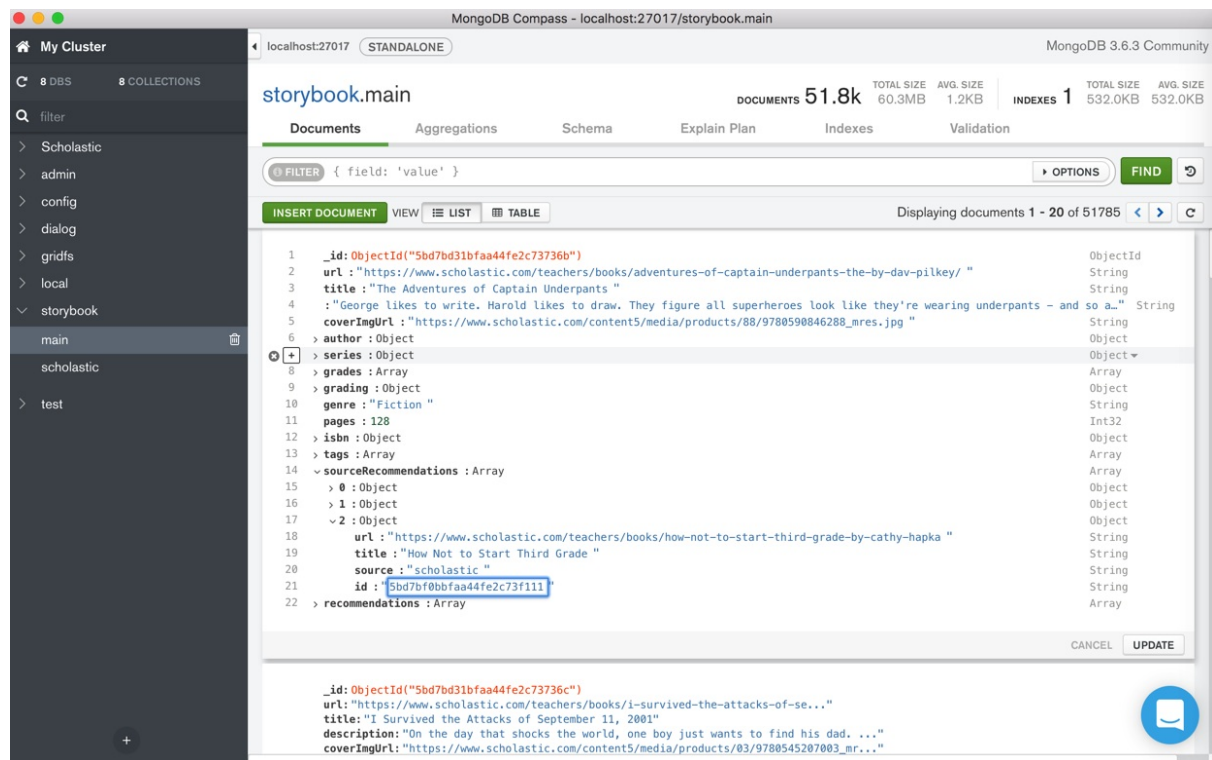 MongoDB Compass - localhost:27017/storybook.main
My Cluster
8 DBS 8 COLLECTIONS
filter
Scholastic
admin
config
dialog
gridfs
local
storybook
main
scholastic
test
+
localhost:27017 STANDALONE MongoDB 3.6.3 Community
storybook.main
DOCUMENTS 51.8k TOTAL SIZE 60.3MB AVG. SIZE 1.2KB INDEXES 1 TOTAL SIZE 532.0KB AVG. SIZE 532.0KB
Documents Aggregations Schema Explain Plan Indexes Validation
FILTER { field: 'value' } OPTIONS FIND
INSERT DOCUMENT VIEW LIST TABLE Displaying documents 1 - 20 of 51785
1 _id: ObjectId("5bd7bd31bfaa44fe2c73736b") ObjectId
2 url : "https://www.scholastic.com/teachers/books/adventures-of-captain-underpants-the-by-dav-pilkey/ " String
3 title : "The Adventures of Captain Underpants " String
4 : "George likes to write. Harold likes to draw. They figure all superheroes look like they're wearing underpants – and so a…" String
5 coverImgUrl : "https://www.scholastic.com/content5/media/products/88/9780590846288_mres.jpg " String
6 > author : Object Object
+ > series : Object Object
8 > grades : Array Array
9 > grading : Object Object
10 genre : "Fiction " String
11 pages : 128 Int32
12 > isbn : Object Object
13 > tags : Array Array
14 sourceRecommendations : Array Array
15 > 0 : Object Object
16 > 1 : Object Object
17 2 : Object Object
18 url : "https://www.scholastic.com/teachers/books/how-not-to-start-third-grade-by-cathy-hapka " String
19 title : "How Not to Start Third Grade " String
20 source : "scholastic " String
21 id : "5bd7bf0bbfaa44fe2c73f111 " String
22 > recommendations : Array Array
CANCEL UPDATE
_id: ObjectId("5bd7bd31bfaa44fe2c73736c")
url: "https://www.scholastic.com/teachers/books/i-survived-the-attacks-of-se..."
title: "I Survived the Attacks of September 11, 2001"
description: "On the day that shocks the world, one boy just wants to find his dad. ..."
coverImgUrl: "https://www.scholastic.com/content5/media/products/03/9780545207003_mr..."